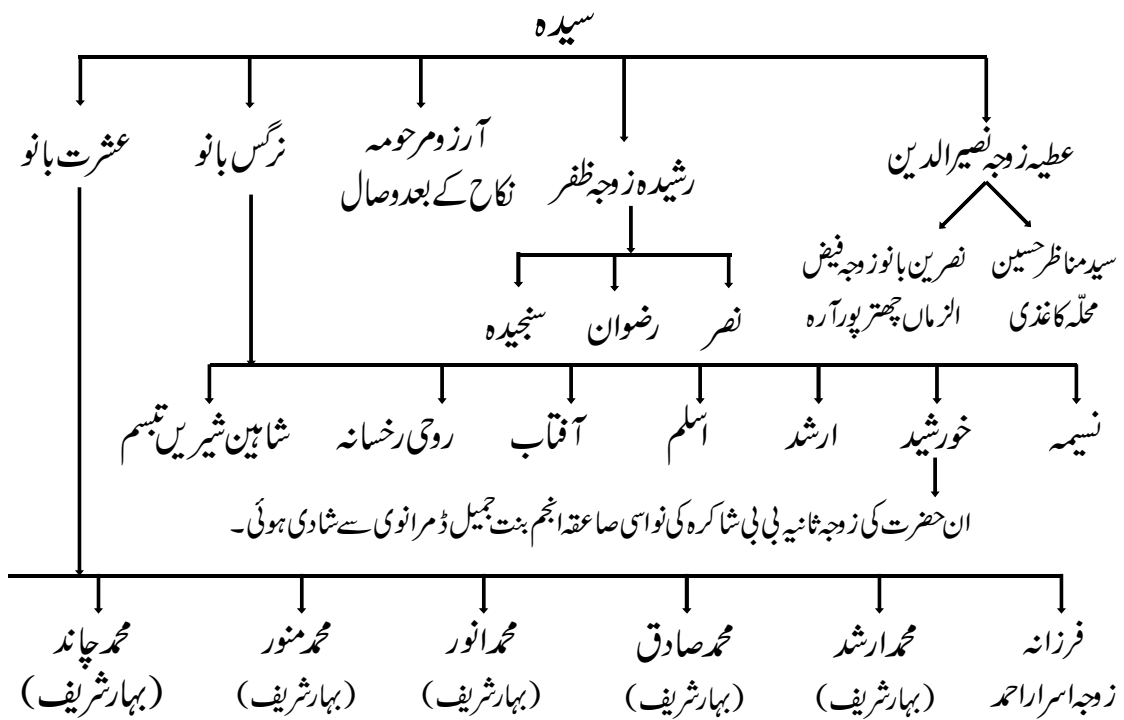 سیدہ
عطیہ زوجہ نصیر الدین
رشیدہ زوجہ ظفر
آرزو مرحومہ
نکاح کے بعد وصال
نرگس بانو
عشرت بانو
سید مناظر حسین
محلّہ کاغذی
نصرین بانو زوجہ فیض
الزماں چھتر پور آرہ
نصر
رضوان
سنجیدہ
نسیمہ
خورشید
ارشد
اسلم
آفتاب
روحی رخسانہ
شاہین شیریں تبسم
ان حضرت کی زوجہ ثانیہ بی بی شاکرہ کی نواسی صاعقہ انجم بنت جمیل ڈمرانوی سے شادی ہوئی۔
فرزانہ
زوجہ اسرار احمد
محمد ارشد
(بہار شریف)
محمد صادق
(بہار شریف)
محمد انور
(بہار شریف)
محمد منور
(بہار شریف)
محمد چاند
(بہار شریف)